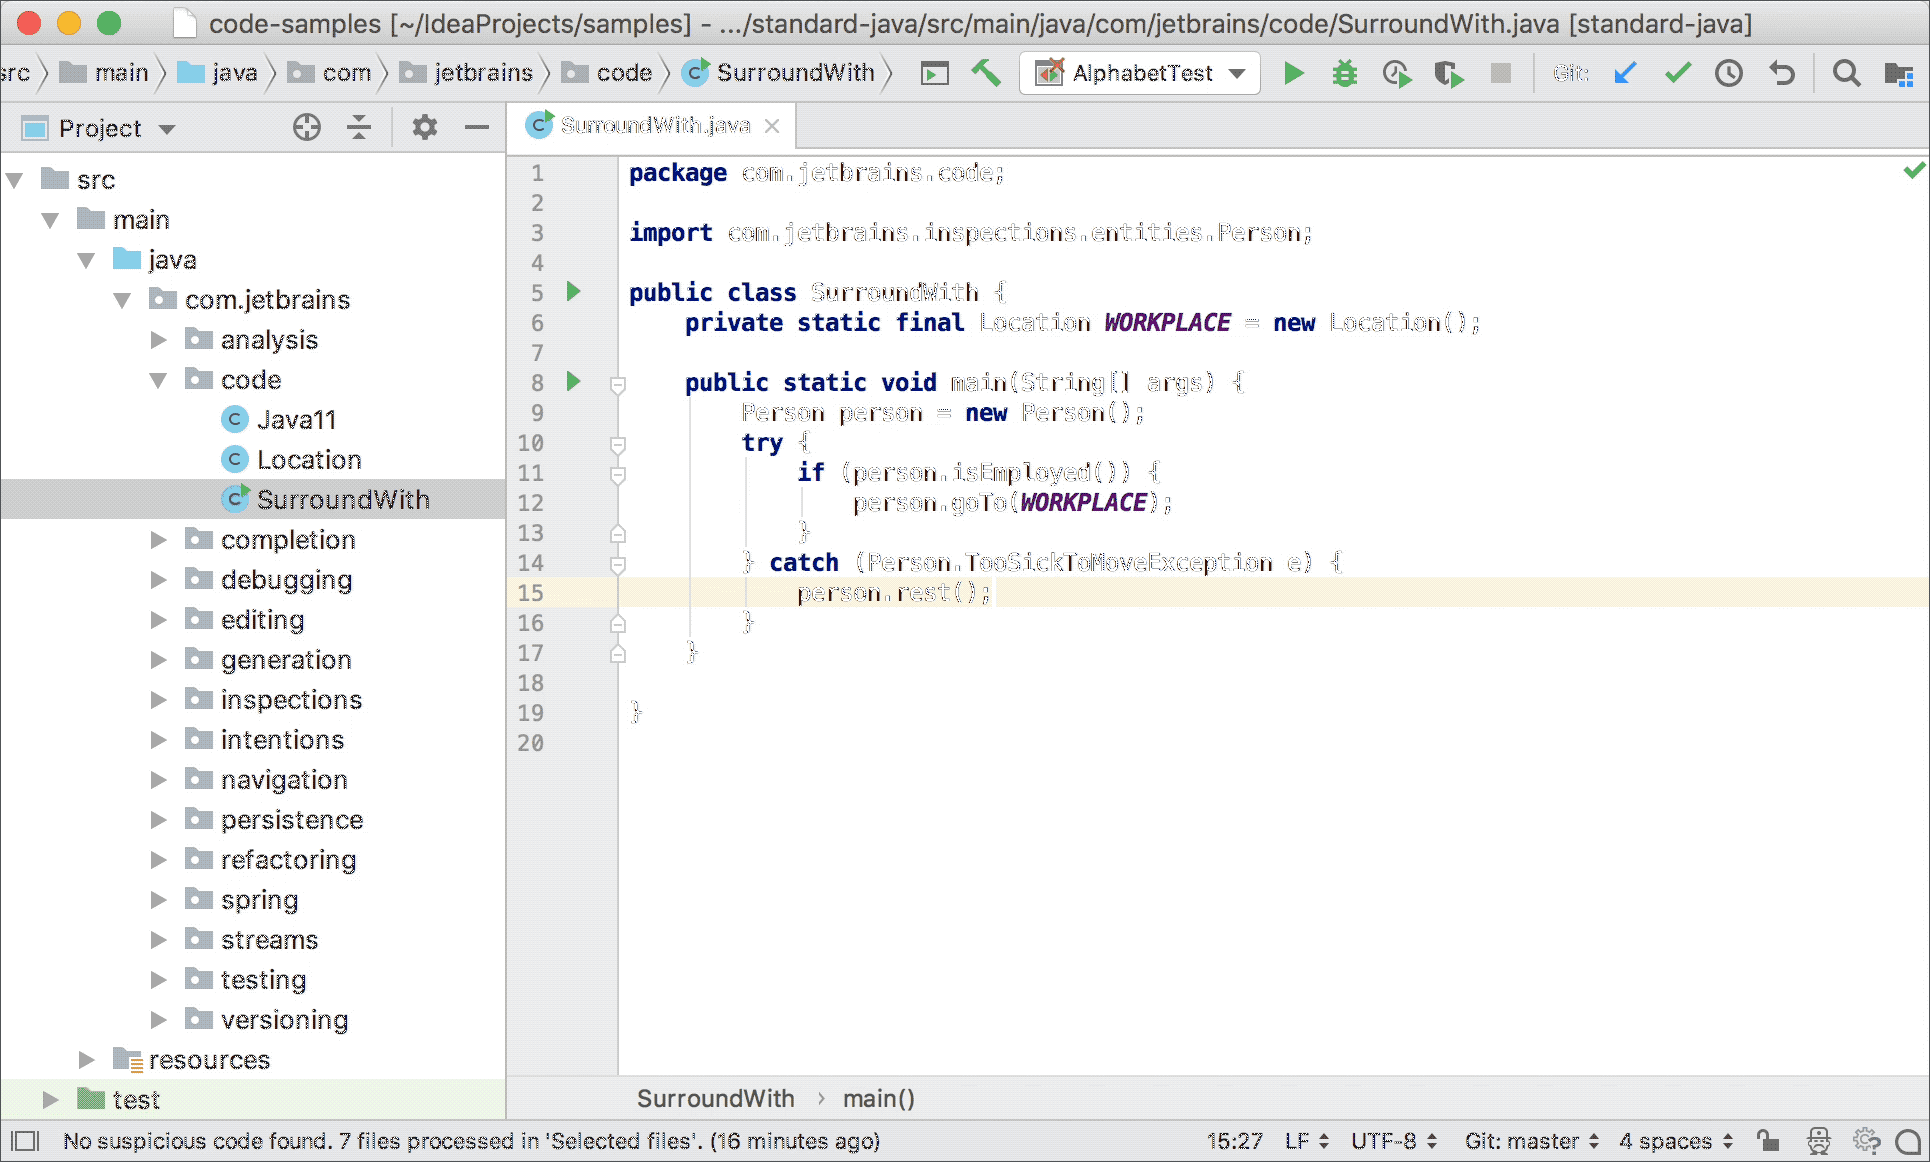 code-samples [~/IdeaProjects/samples] - .../standard-java/src/main/java/com/jetbrains/code/SurroundWith.java [standard-java]
src main java com jetbrains code SurroundWith AlphabetTest Git:
Project
SurroundWith.java
src
main
java
com.jetbrains
analysis
code
Java11
Location
SurroundWith
completion
debugging
editing
generation
inspections
intentions
navigation
persistence
refactoring
spring
streams
testing
versioning
resources
test
1 package com.jetbrains.code;
2
3 import com.jetbrains.inspections.entities.Person;
4
5 public class SurroundWith {
6     private static final Location WORKPLACE = new Location();
7
8     public static void main(String[] args) {
9         Person person = new Person();
10         try {
11             if (person.isEmployed()) {
12                 person.goTo(WORKPLACE);
13             }
14         } catch (Person.TooSickToMoveException e) {
15             person.rest();
16         }
17     }
18
19 }
20
SurroundWith › main()
No suspicious code found. 7 files processed in 'Selected files'. (16 minutes ago) 15:27 LF UTF-8 Git: master 4 spaces